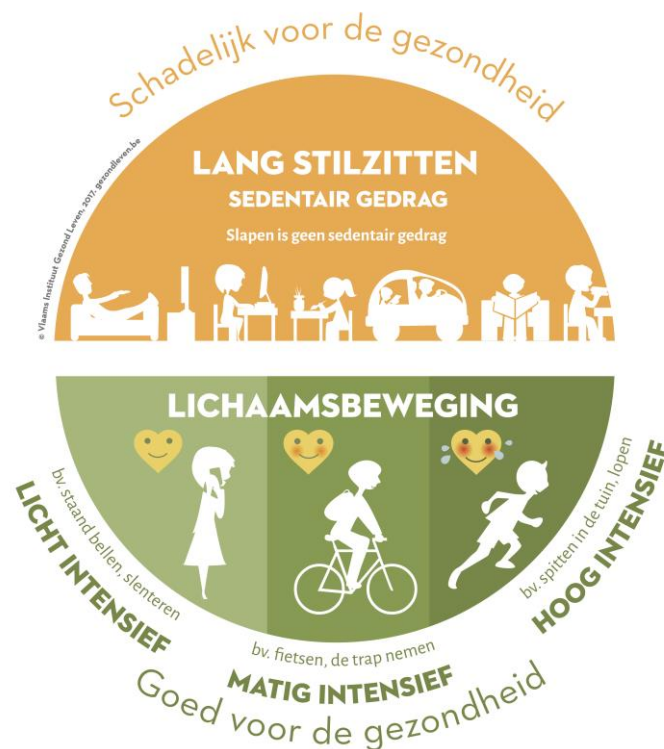 Schadelijk voor de gezondheid
© Vlaams Instituut Gezond Leven, 2017, gezondleven.be
LANG STILZITTEN
SEDENTAIR GEDRAG
Slapen is geen sedentair gedrag
LICHAAMSBEWEGING
bv. staand bellen, slenteren
LICHT INTENSIEF
bv. fietsen, de trap nemen
MATIG INTENSIEF
bv. spitten in de tuin, lopen
HOOG INTENSIEF
Goed voor de gezondheid